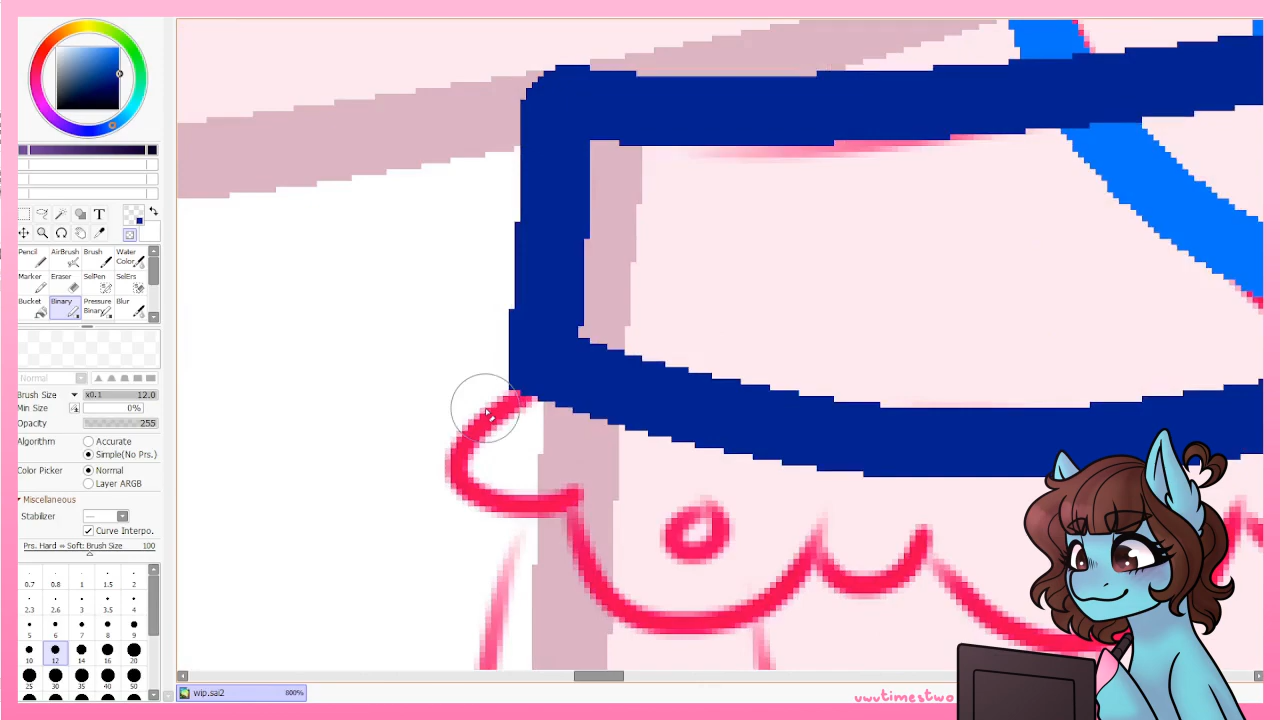 T
Pencil AirBrush Brush Water Color
Marker Eraser SelPen SelErs
Bucket Binary Pressure Binary Blur
Normal
Brush Size x0.1 12.0
Min Size 0%
Opacity 255
Algorithm Accurate
Simple(No Prs.)
Color Picker Normal
Layer ARGB
Miscellaneous
Stabilizer
Curve Interpo.
Prs. Hard ⇔ Soft: Brush Size 100
0.7 0.8 1 1.5 2
2.3 2.6 3 3.5 4
5 6 7 8 9
10 12 14 16 20
25 30 35 40 50
wip.sai2 800%
uwutimestwo